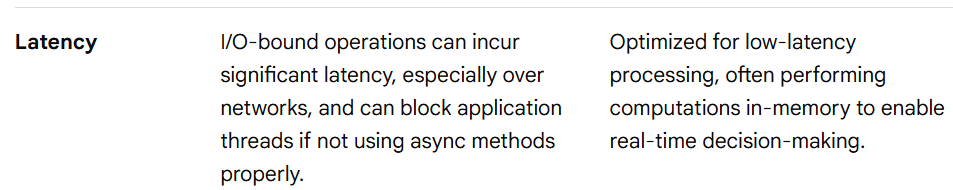 Latency
I/O-bound operations can incur
significant latency, especially over
networks, and can block application
threads if not using async methods
properly.
Optimized for low-latency
processing, often performing
computations in-memory to enable
real-time decision-making.